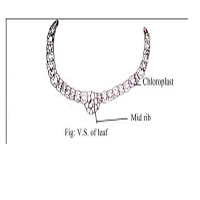 Chloroplast
Mid rib
Fig: V.S. of leaf